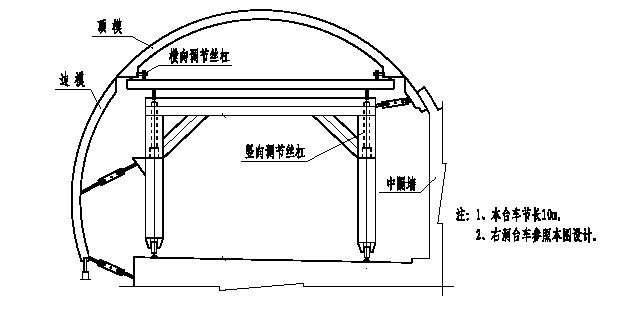 顶模
横向调节丝杠
边模
竖向调节丝杠
中隔墙
注：1、本台车节长10m。
2、右洞台车参照本图设计。